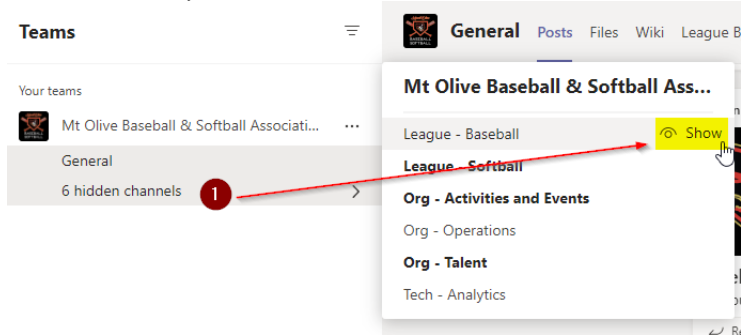 Teams
Your teams
Mt Olive Baseball & Softball Associati...
General
6 hidden channels
1
General Posts Files Wiki League B
Mt Olive Baseball & Softball Ass...
League - Baseball
Show
League - Softball
Org - Activities and Events
Org - Operations
Org - Talent
Tech - Analytics